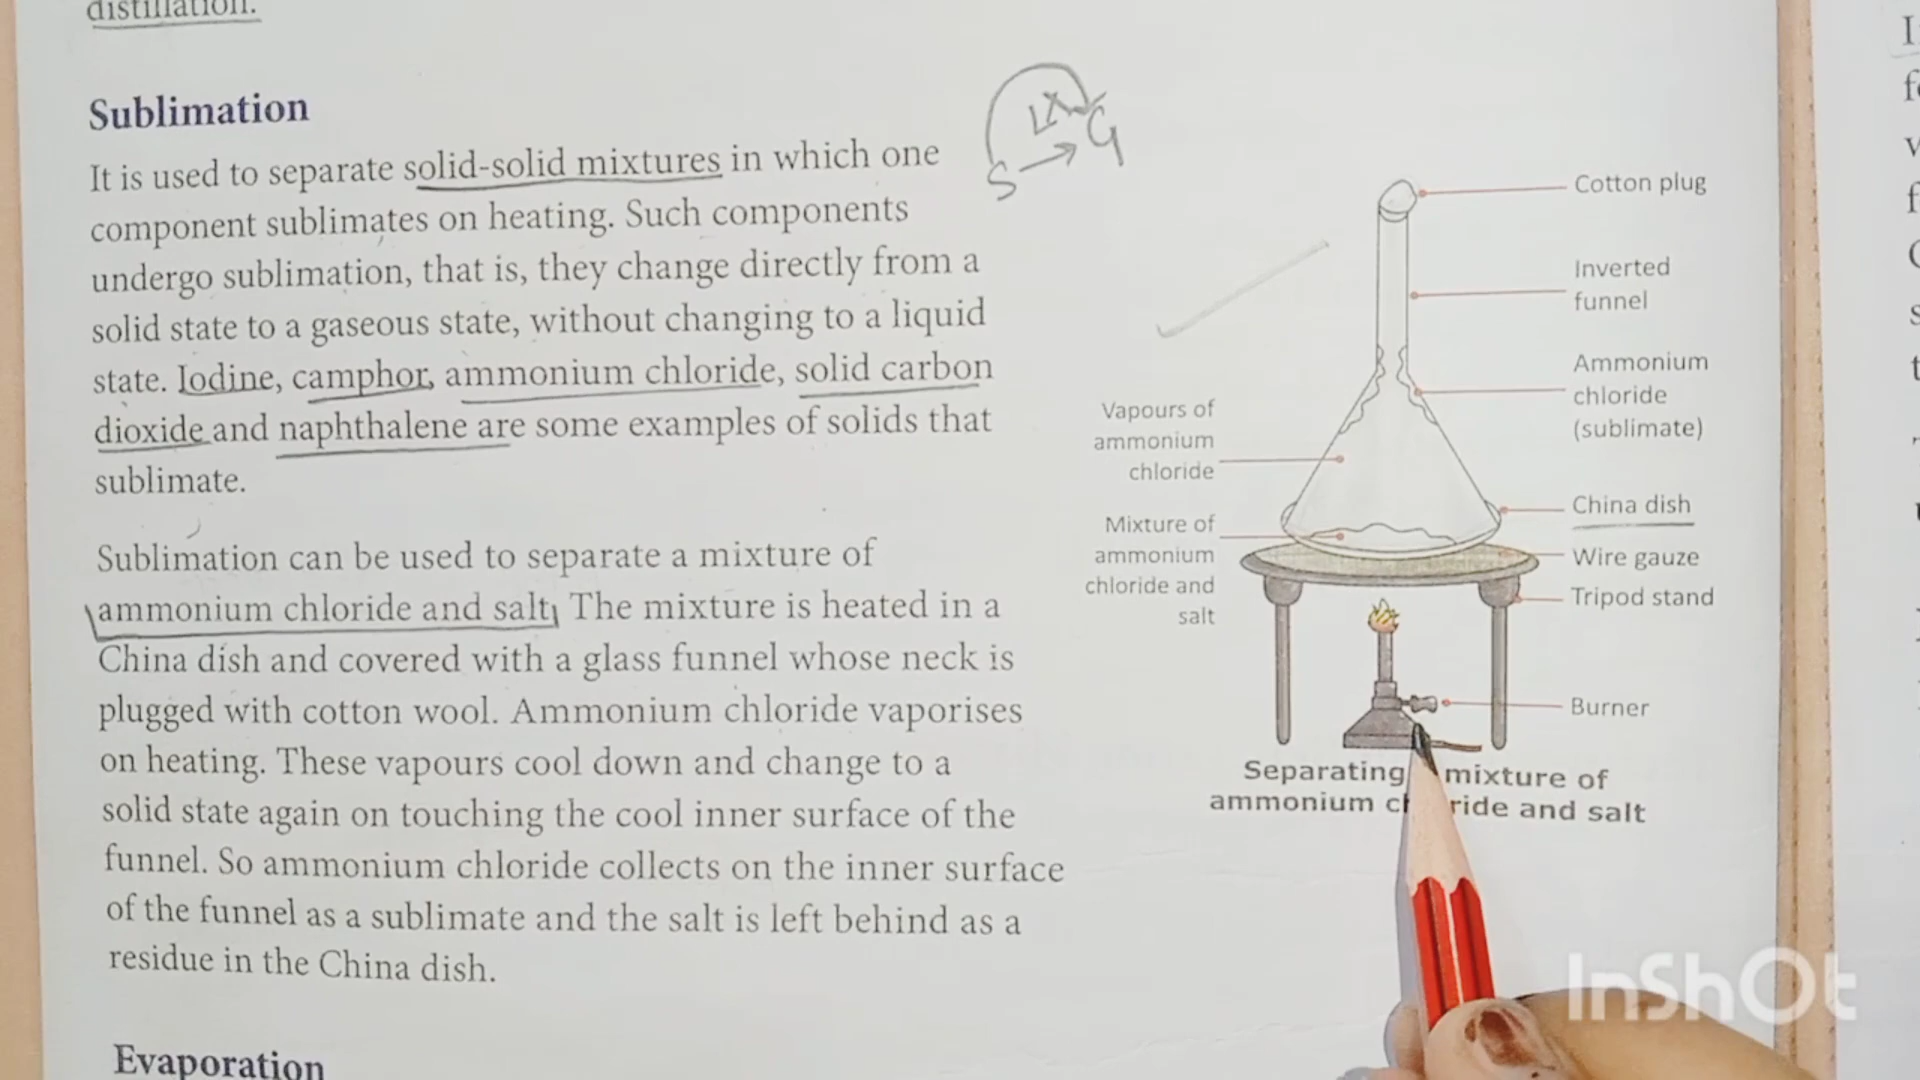 distillation.
Sublimation
It is used to separate solid-solid mixtures in which one
component sublimates on heating. Such components
undergo sublimation, that is, they change directly from a
solid state to a gaseous state, without changing to a liquid
state. Iodine, camphor, ammonium chloride, solid carbon
dioxide and naphthalene are some examples of solids that
sublimate.
Sublimation can be used to separate a mixture of
ammonium chloride and salt. The mixture is heated in a
China dish and covered with a glass funnel whose neck is
plugged with cotton wool. Ammonium chloride vaporises
on heating. These vapours cool down and change to a
solid state again on touching the cool inner surface of the
funnel. So ammonium chloride collects on the inner surface
of the funnel as a sublimate and the salt is left behind as a
residue in the China dish.
Evaporation
S → G
L
Cotton plug
Inverted
funnel
Ammonium
chloride
(sublimate)
China dish
Wire gauze
Tripod stand
Burner
Vapours of
ammonium
chloride
Mixture of
ammonium
chloride and
salt
Separating mixture of
ammonium and salt
InShOt